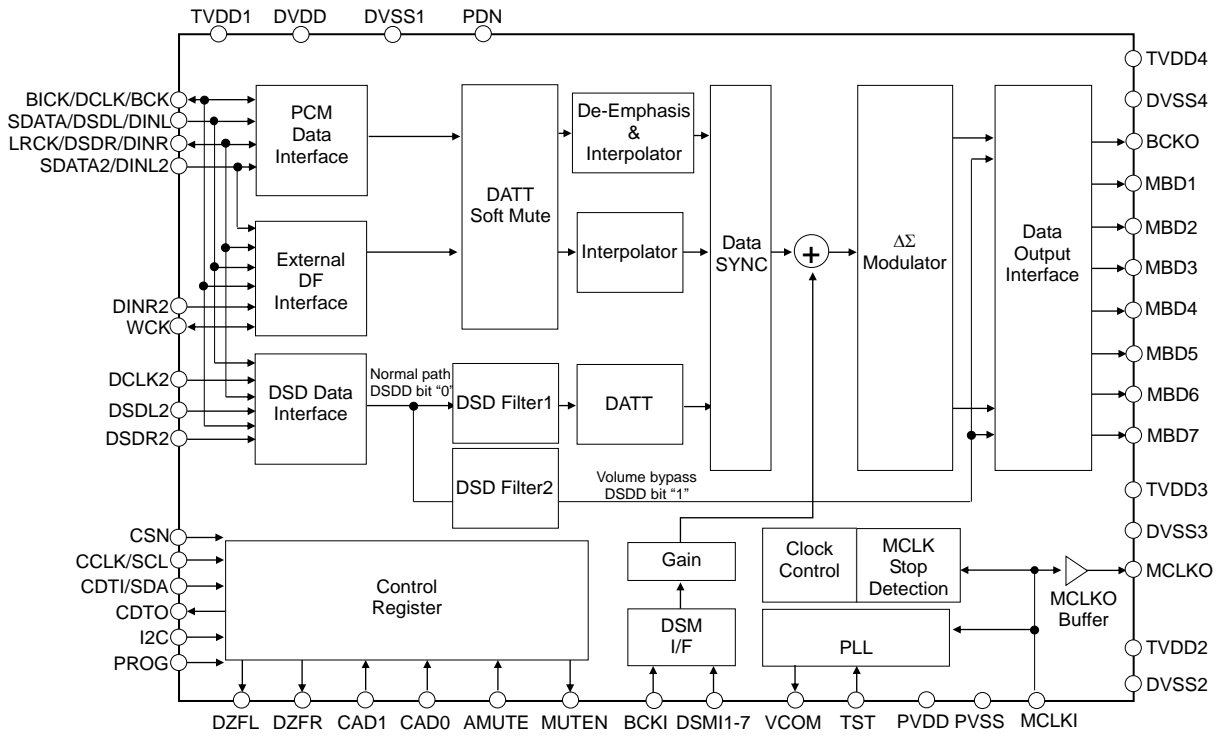 TVDD1
DVDD
DVSS1
PDN
TVDD4
DVSS4
BCKO
MBD1
MBD2
MBD3
MBD4
MBD5
MBD6
MBD7
TVDD3
DVSS3
MCLKO
TVDD2
DVSS2
BICK/DCLK/BCK
SDATA/DSDL/DINL
LRCK/DSDR/DINR
SDATA2/DINL2
DINR2
WCK
DCLK2
DSDL2
DSDR2
CSN
CCLK/SCL
CDTI/SDA
CDTO
I2C
PROG
PCM
Data
Interface
External
DF
Interface
DSD Data
Interface
Normal path
DSDD bit “0”
DATT
Soft Mute
De-Emphasis
&
Interpolator
Interpolator
DSD Filter1
DATT
DSD Filter2
Volume bypass
DSDD bit “1”
Data
SYNC
+
ΔΣ
Modulator
Data
Output
Interface
Control
Register
Gain
DSM
I/F
Clock
Control
MCLK
Stop
Detection
PLL
MCLKO
Buffer
DZFL
DZFR
CAD1
CAD0
AMUTE
MUTEN
BCKI
DSMI1-7
VCOM
TST
PVDD
PVSS
MCLKI